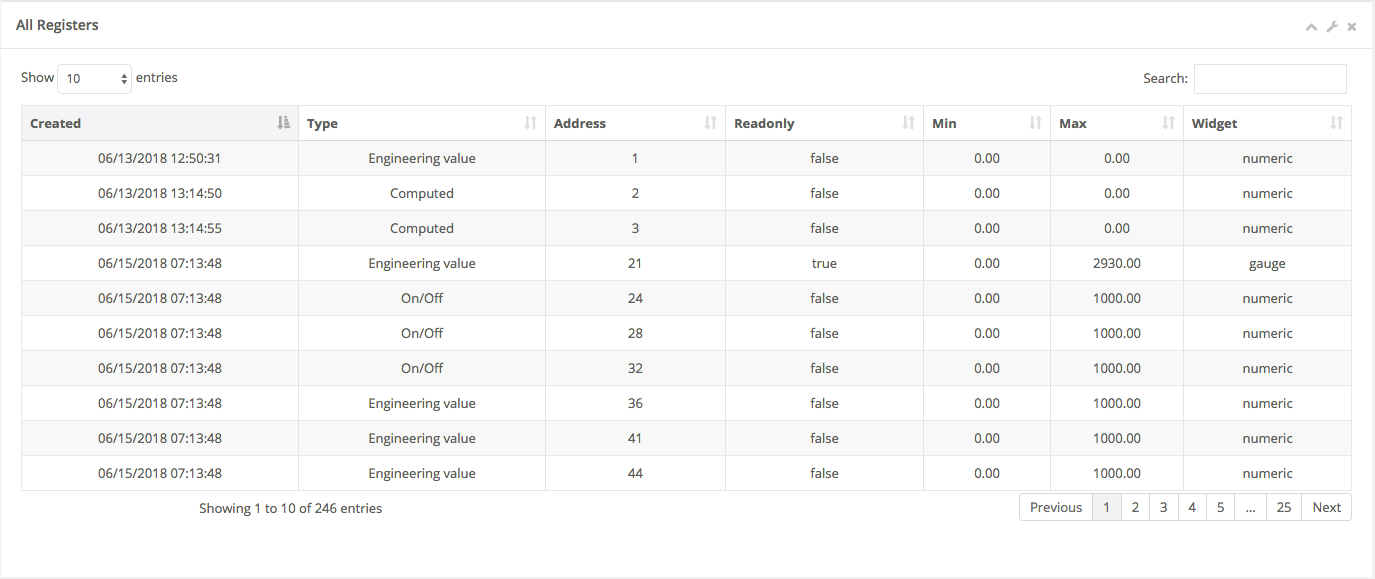 All Registers
Show 10 entries Search:
Created Type Address Readonly Min Max Widget
06/13/2018 12:50:31 Engineering value 1 false 0.00 0.00 numeric
06/13/2018 13:14:50 Computed 2 false 0.00 0.00 numeric
06/13/2018 13:14:55 Computed 3 false 0.00 0.00 numeric
06/15/2018 07:13:48 Engineering value 21 true 0.00 2930.00 gauge
06/15/2018 07:13:48 On/Off 24 false 0.00 1000.00 numeric
06/15/2018 07:13:48 On/Off 28 false 0.00 1000.00 numeric
06/15/2018 07:13:48 On/Off 32 false 0.00 1000.00 numeric
06/15/2018 07:13:48 Engineering value 36 false 0.00 1000.00 numeric
06/15/2018 07:13:48 Engineering value 41 false 0.00 1000.00 numeric
06/15/2018 07:13:48 Engineering value 44 false 0.00 1000.00 numeric
Showing 1 to 10 of 246 entries Previous 1 2 3 4 5 ... 25 Next